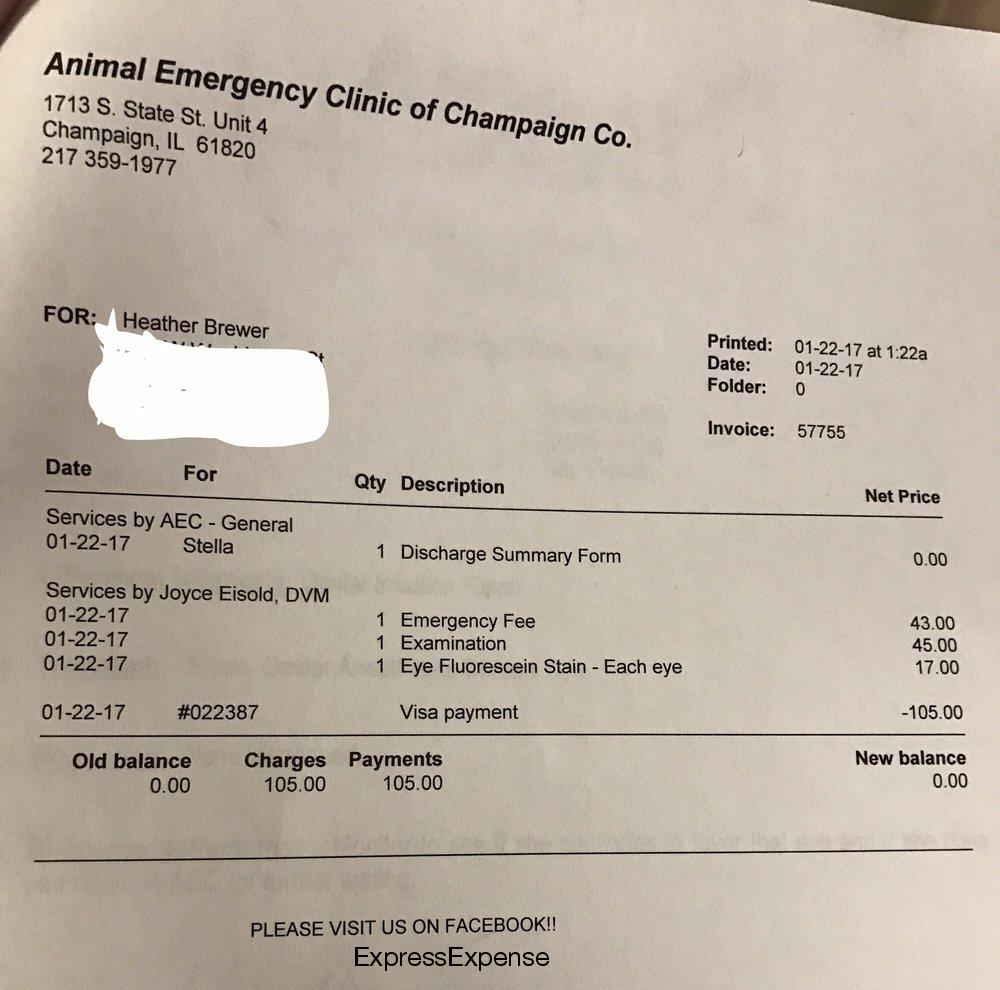 Animal Emergency Clinic of Champaign Co.
1713 S. State St. Unit 4
Champaign, IL 61820
217 359-1977
FOR: Heather Brewer
Printed: 01-22-17 at 1:22a
Date: 01-22-17
Folder: 0
Invoice: 57755
Date For Qty Description Net Price
Services by AEC - General
01-22-17 Stella 1 Discharge Summary Form 0.00
Services by Joyce Eisold, DVM
01-22-17 1 Emergency Fee 43.00
01-22-17 1 Examination 45.00
01-22-17 1 Eye Fluorescein Stain - Each eye 17.00
01-22-17 #022387 Visa payment -105.00
Old balance Charges Payments New balance
0.00 105.00 105.00 0.00
PLEASE VISIT US ON FACEBOOK!!
ExpressExpense